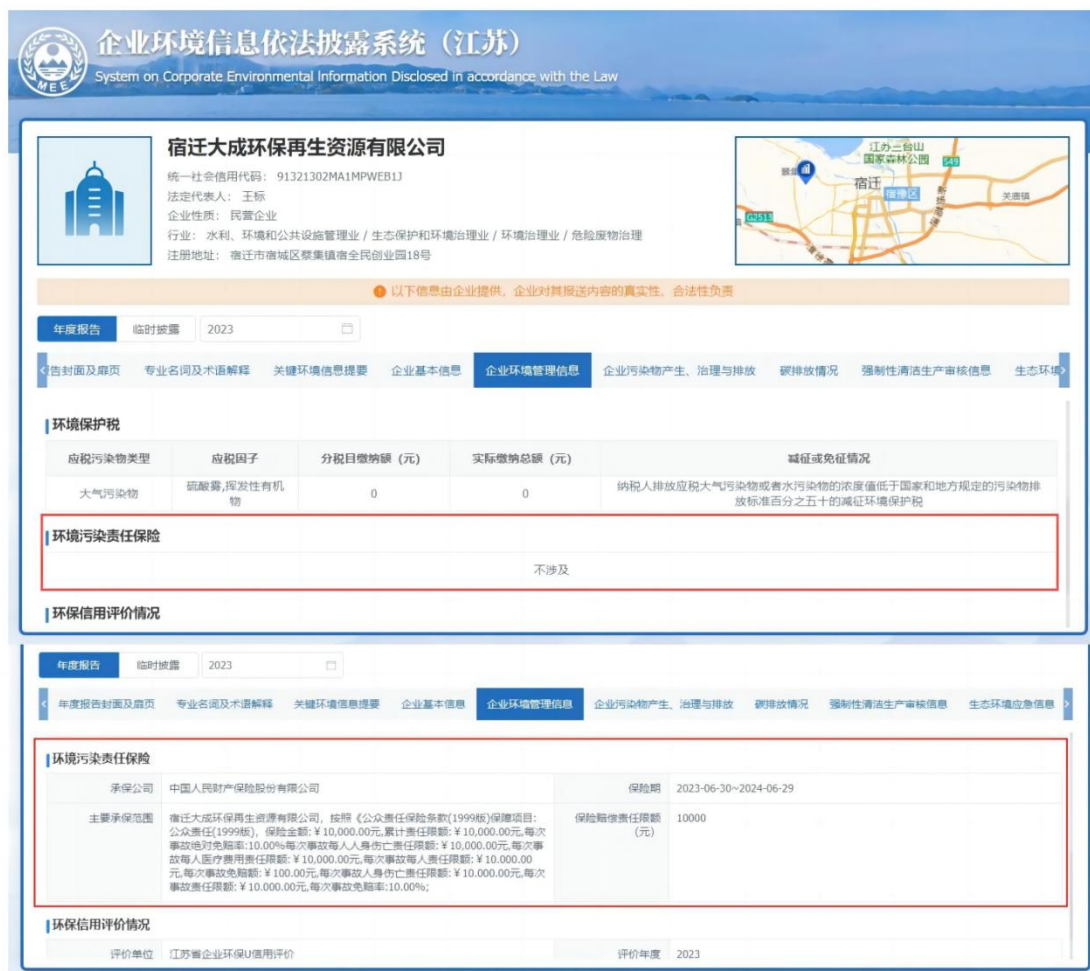 企业环境信息依法披露系统（江苏）
System on Corporate Environmental Information Disclosed in accordance with the Law
MEE
宿迁大成环保再生资源有限公司
统一社会信用代码： 91321302MA1MPWEB1J
法定代表人： 王标
企业性质： 民营企业
行业： 水利、环境和公共设施管理业 / 生态保护和环境治理业 / 环境治理业 / 危险废物治理
注册地址： 宿迁市宿城区蔡集镇宿全民创业园18号
江苏三台山
国家森林公园
S49
宿迁
宿豫区
关庙镇
G2513
以下信息由企业提供，企业对其报送内容的真实性、合法性负责
年度报告 临时披露 2023
告封面及扉页 专业名词及术语解释 关键环境信息提要 企业基本信息 企业环境管理信息 企业污染物产生、治理与排放 碳排放情况 强制性清洁生产审核信息 生态环境
环境保护税
应税污染物类型 应税因子 分税目缴纳额（元） 实际缴纳总额（元） 减征或免征情况
大气污染物 硫酸雾,挥发性有机物 0 0 纳税人排放应税大气污染物或者水污染物的浓度值低于国家和地方规定的污染物排放标准百分之五十的减征环境保护税
环境污染责任保险
不涉及
环保信用评价情况
年度报告 临时披露 2023
年度报告封面及扉页 专业名词及术语解释 关键环境信息提要 企业基本信息 企业环境管理信息 企业污染物产生、治理与排放 碳排放情况 强制性清洁生产审核信息 生态环境应急信息
环境污染责任保险
承保公司 中国人民财产保险股份有限公司 保险期 2023-06-30~2024-06-29
主要承保范围 宿迁大成环保再生资源有限公司，按照《公众责任保险条款(1999版)保障项目:
公众责任(1999版)，保险金额:￥10,000.00元,累计责任限额:￥10,000.00元,每次
事故绝对免赔率:10.00%每次事故每人人身伤亡责任限额:￥10,000.00元,每次事
故每人医疗费用责任限额:￥10,000.00元,每次事故每人责任限额:￥10.000.00
元,每次事故免赔额:￥100.00元,每次事故人身伤亡责任限额:￥10.000.00元,每次
事故责任限额:￥10.000.00元,每次事故免赔率:10.00%;
保险赔偿责任限额（元） 10000
环保信用评价情况
评价单位 江苏省企业环保U信用评价 评价年度 2023